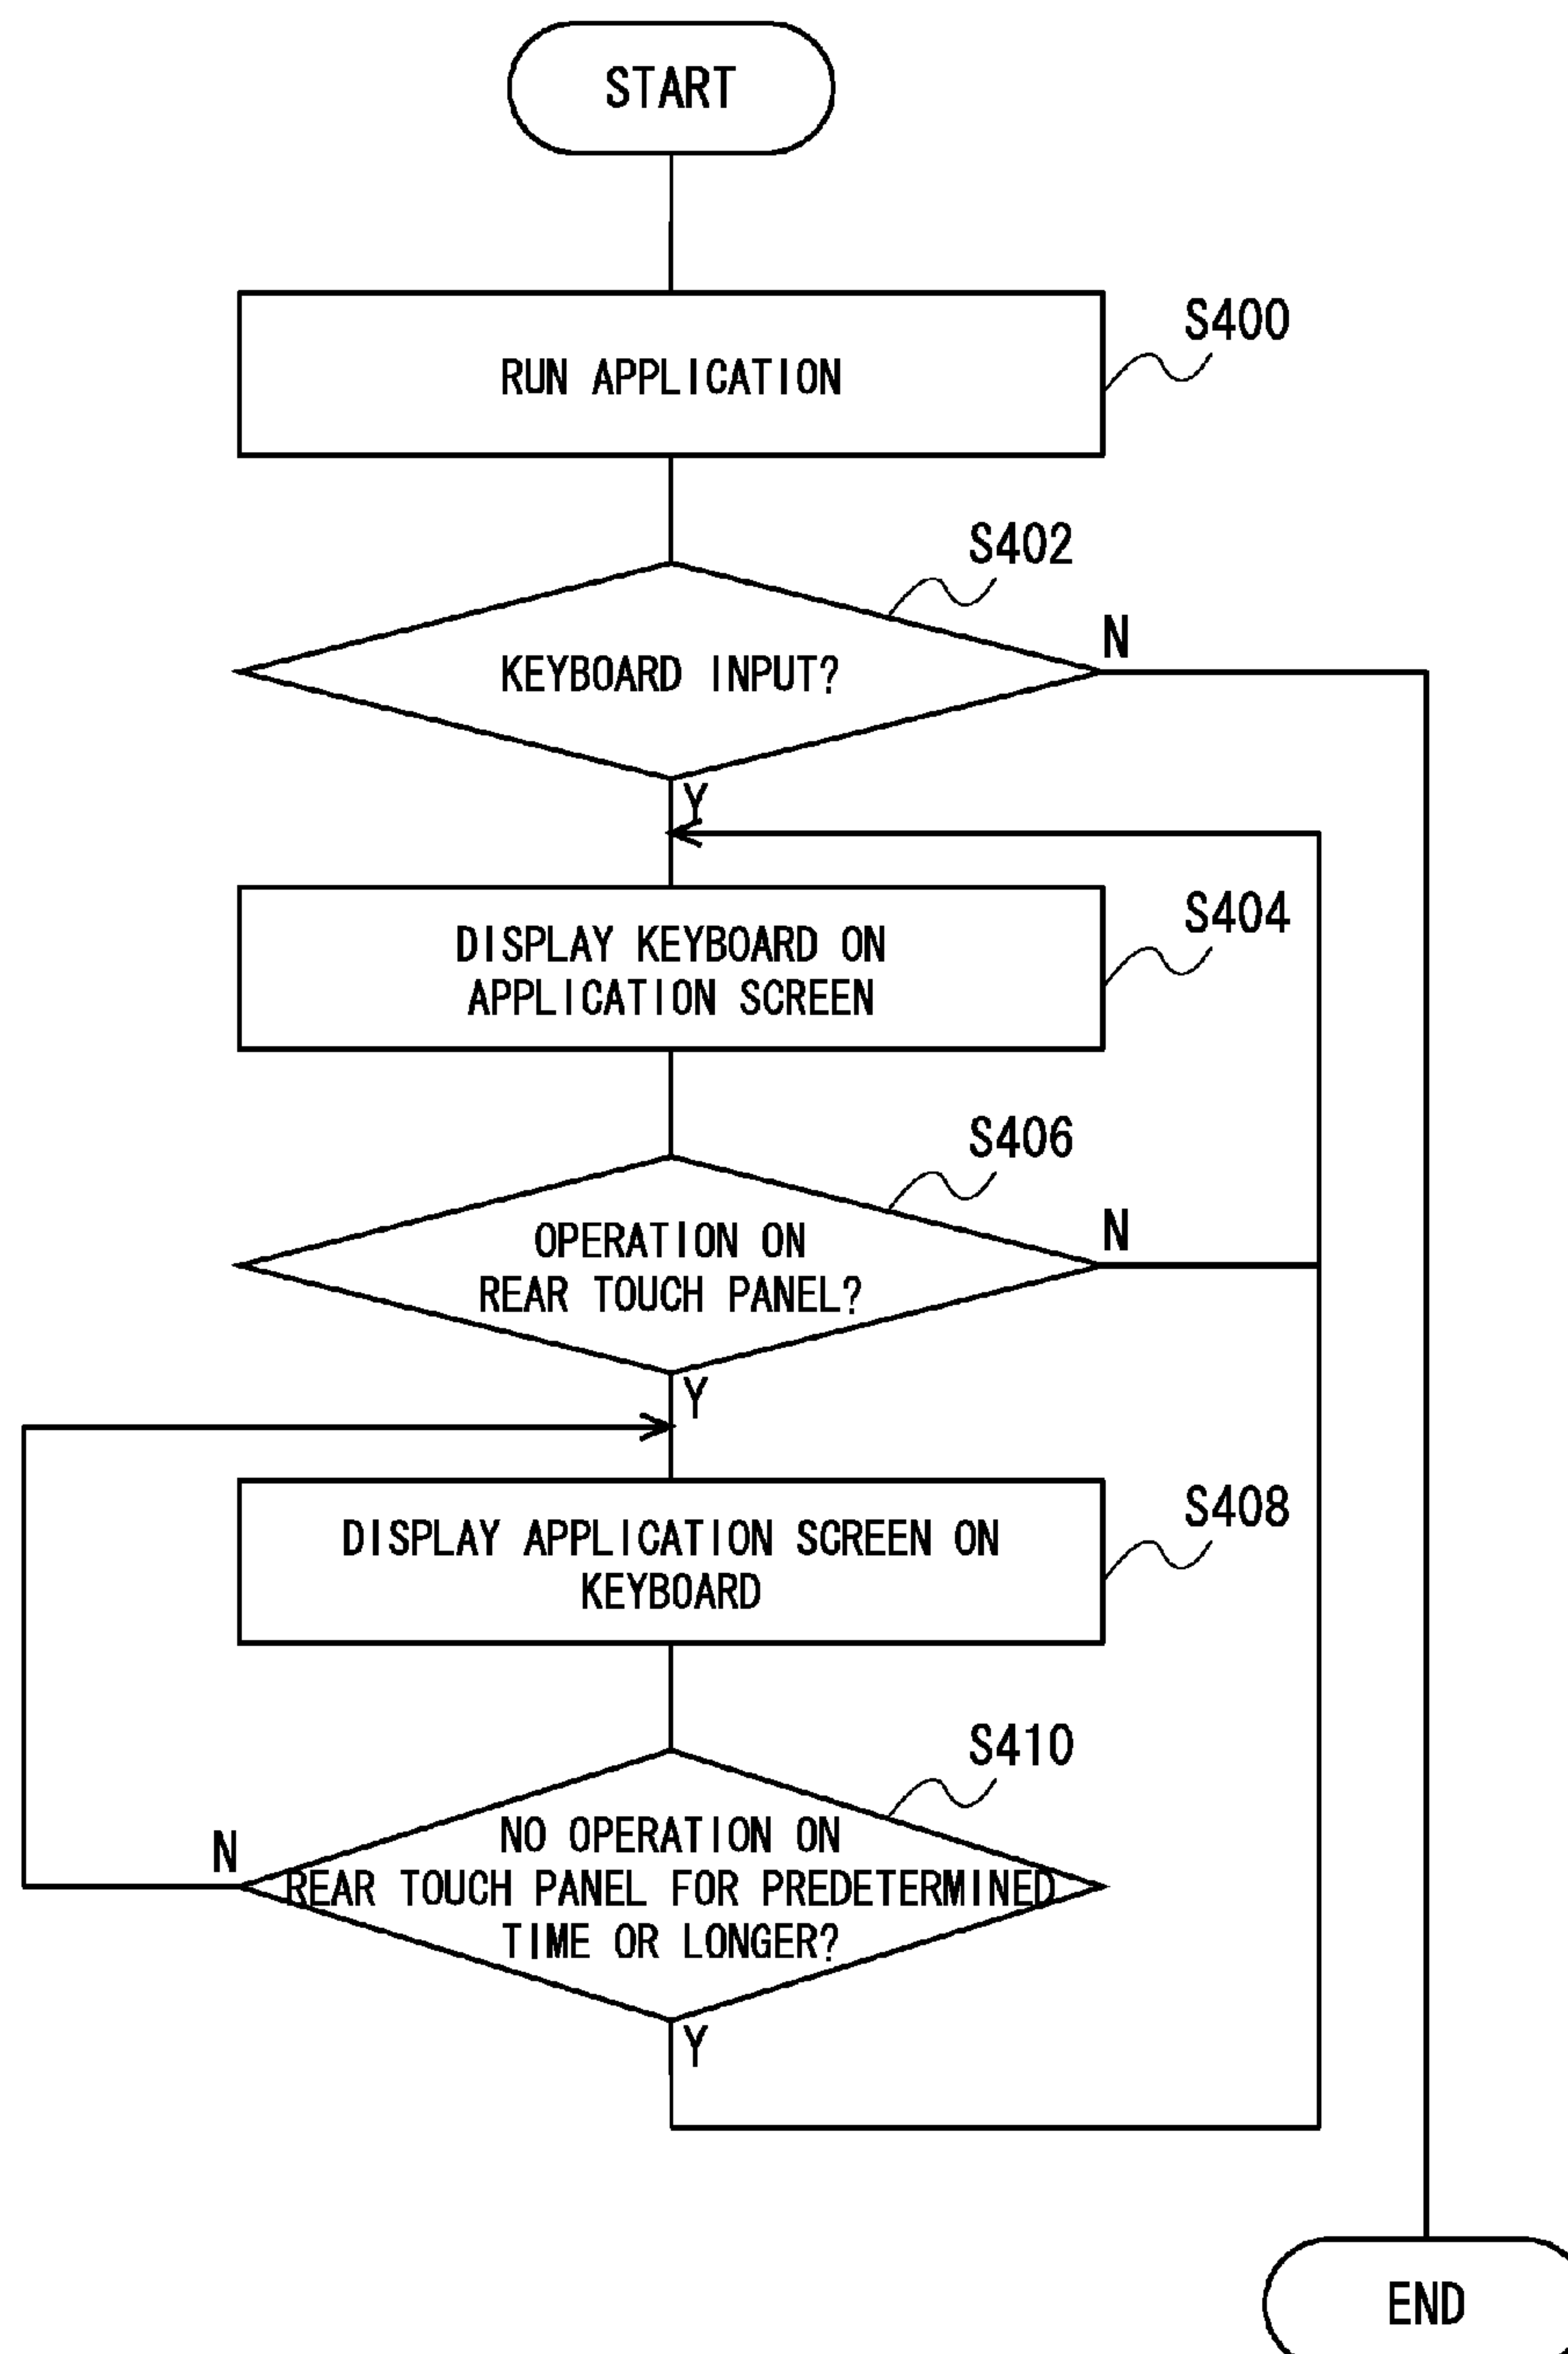 START
RUN APPLICATION
S400
S402
KEYBOARD INPUT?
N
Y
DISPLAY KEYBOARD ON
APPLICATION SCREEN
S404
S406
OPERATION ON
REAR TOUCH PANEL?
N
Y
DISPLAY APPLICATION SCREEN ON
KEYBOARD
S408
S410
NO OPERATION ON
REAR TOUCH PANEL FOR PREDETERMINED
TIME OR LONGER?
N
Y
END